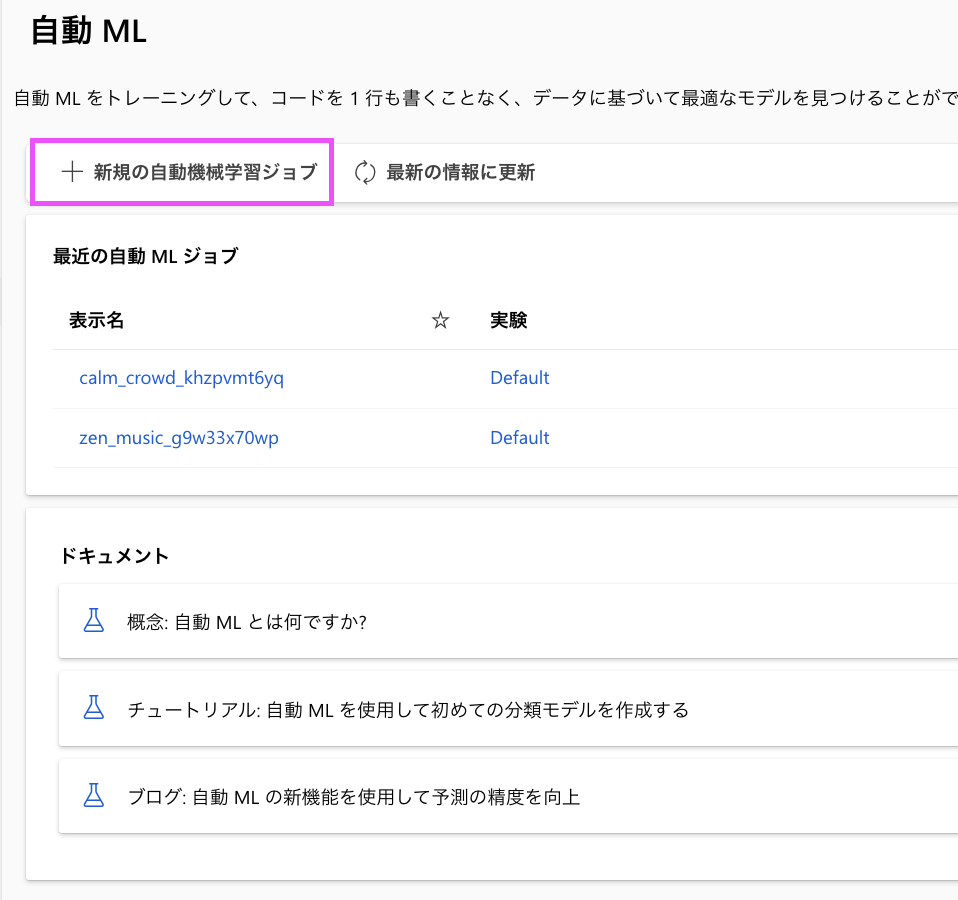 自動 ML
自動 ML をトレーニングして、コードを 1 行も書くことなく、データに基づいて最適なモデルを見つけることがで
新規の自動機械学習ジョブ 最新の情報に更新
最近の自動 ML ジョブ
表示名 ☆ 実験
calm_crowd_khzpvmt6yq Default
zen_music_g9w33x70wp Default
ドキュメント
概念: 自動 ML とは何ですか?
チュートリアル: 自動 ML を使用して初めての分類モデルを作成する
ブログ: 自動 ML の新機能を使用して予測の精度を向上